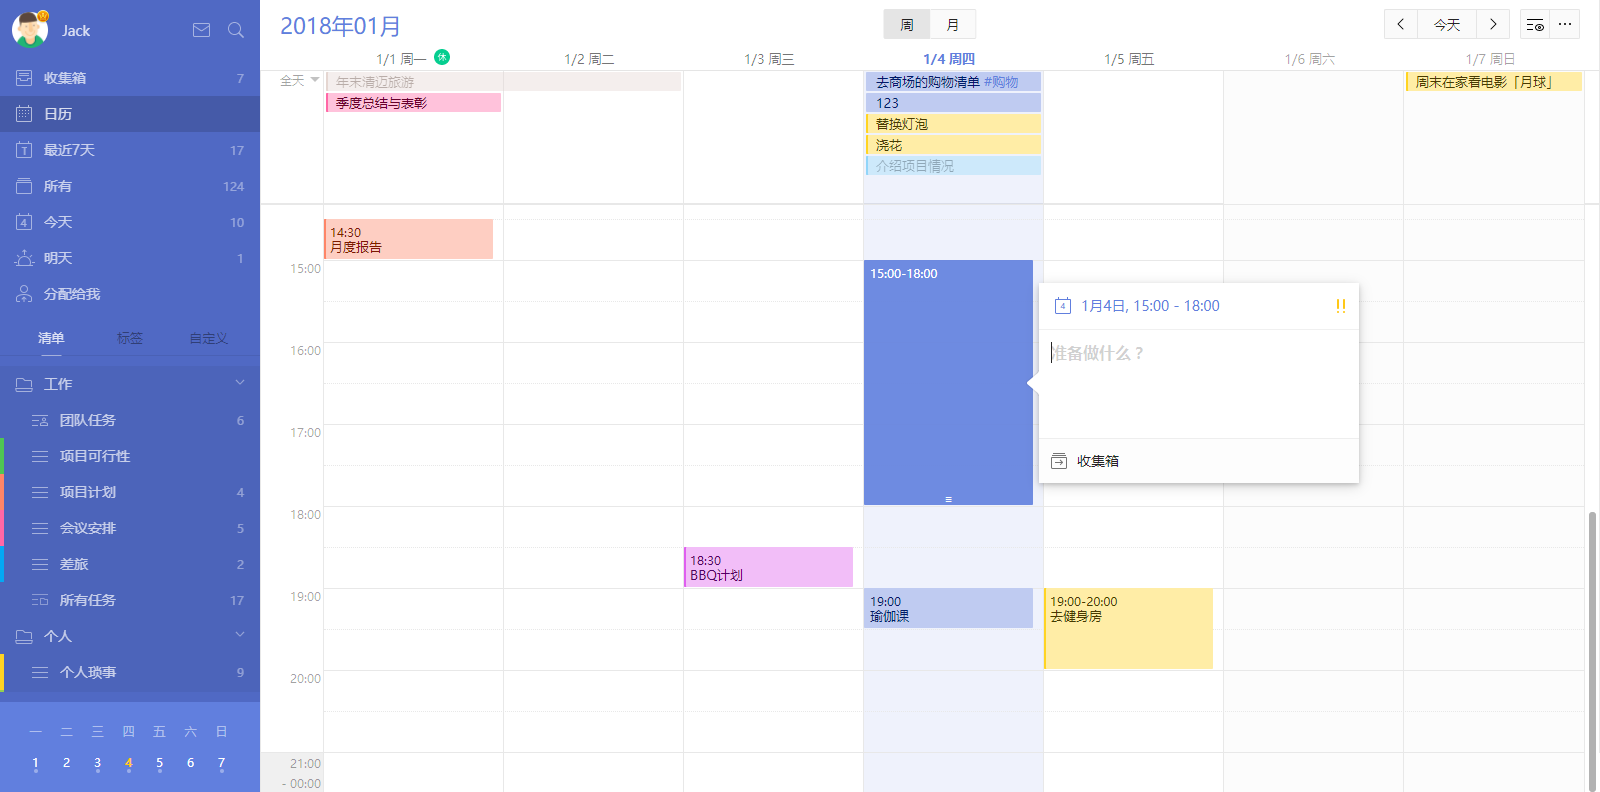 Jack
收集箱 7
日历
最近7天 17
所有 124
4 今天 10
明天 1
分配给我
清单 标签 自定义
工作
团队任务 6
项目可行性
项目计划 4
会议安排 5
差旅 2
所有任务 17
个人
个人琐事 9
一 二 三 四 五 六 日
1 2 3 4 5 6 7
2018年01月
周 月
今天
1/1 周一 休 1/2 周二 1/3 周三 1/4 周四 1/5 周五 1/6 周六 1/7 周日
全天
年末清迈旅游
季度总结与表彰
去商场的购物清单 #购物
123
替换灯泡
浇花
介绍项目情况
周末在家看电影「月球」
14:30
月度报告
15:00
16:00
17:00
18:00
19:00
20:00
21:00
- 00:00
18:30
BBQ计划
15:00-18:00
19:00
瑜伽课
19:00-20:00
去健身房
4 1月4日, 15:00 - 18:00 !!
准备做什么？
收集箱